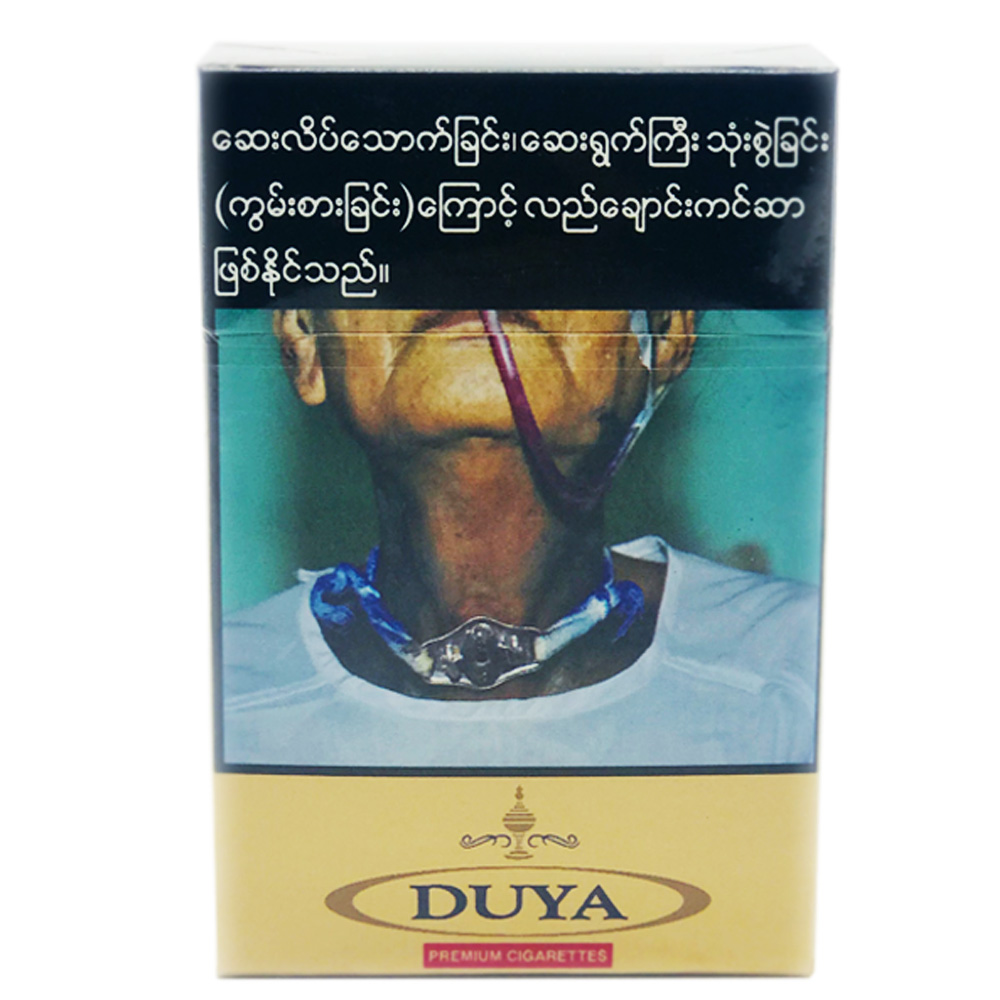 ဆေးလိပ်သောက်ခြင်း၊ ဆေးရွက်ကြီး သုံးစွဲခြင်း
(ကွမ်းစားခြင်း) ကြောင့် လည်ချောင်းကင်ဆာ
ဖြစ်နိုင်သည်။
DUYA
PREMIUM CIGARETTES